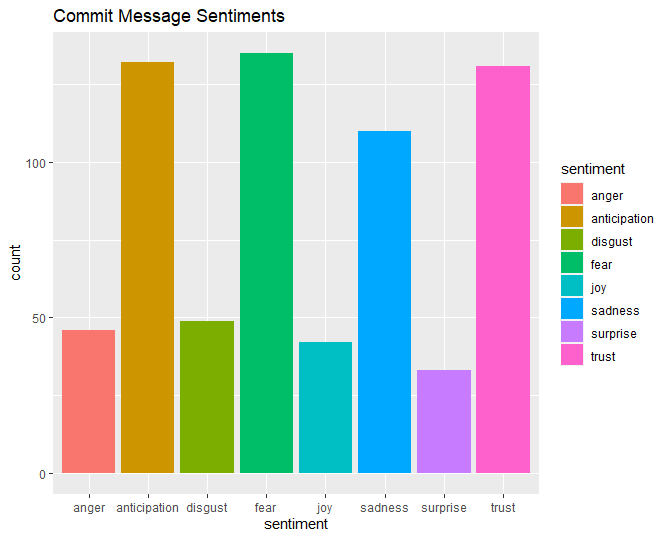 Commit Message Sentiments
count
100
50
0
anger anticipation disgust fear joy sadness surprise trust
sentiment
sentiment
anger
anticipation
disgust
fear
joy
sadness
surprise
trust